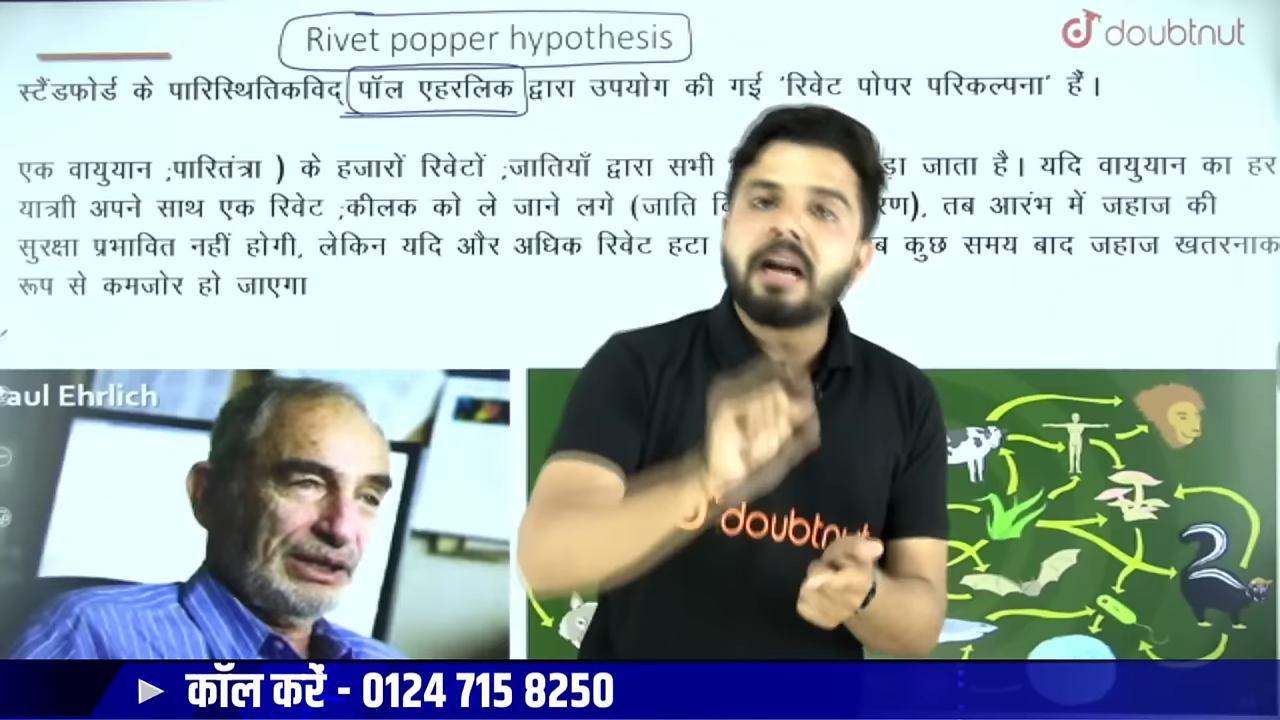 Rivet popper hypothesis
doubtnut
स्टैंडफोर्ड के पारिस्थितिकविद् पॉल एहरलिक द्वारा उपयोग की गई 'रिवेट पोपर परिकल्पना' हैं।
एक वायुयान ;पारितंत्रा ) के हजारों रिवेटों ;जातियाँ द्वारा सभी जाता है। यदि वायुयान का हर
यात्राी अपने साथ एक रिवेट ;कीलक को ले जाने लगे (जाति तब आरंभ में जहाज की
सुरक्षा प्रभावित नहीं होगी, लेकिन यदि और अधिक रिवेट हटा कुछ समय बाद जहाज खतरनाक
रूप से कमजोर हो जाएगा
aul Ehrlich
doubtnut
कॉल करें - 0124 715 8250